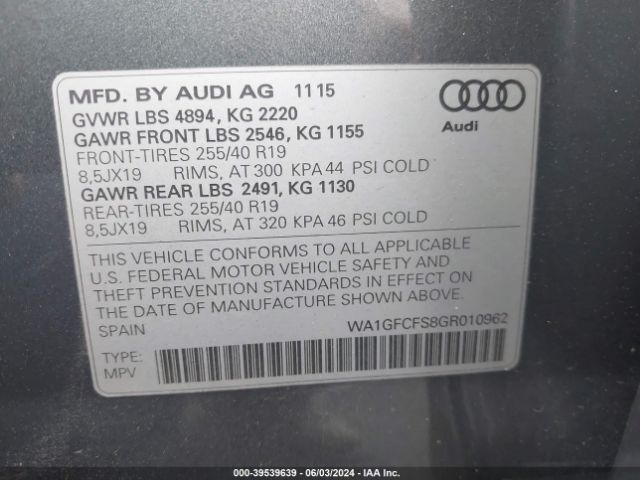 MFD. BY AUDI AG 11 15
GVWR LBS 4894, KG 2220
GAWR FRONT LBS 2546, KG 1155
FRONT-TIRES 255/40 R19
8,5JX19 RIMS, AT 300 KPA 44 PSI COLD
GAWR REAR LBS 2491, KG 1130
REAR-TIRES 255/40 R19
8,5JX19 RIMS, AT 320 KPA 46 PSI COLD
Audi
THIS VEHICLE CONFORMS TO ALL APPLICABLE
U.S. FEDERAL MOTOR VEHICLE SAFETY AND
THEFT PREVENTION STANDARDS IN EFFECT ON
THE DATE OF MANUFACTURE SHOWN ABOVE.
SPAIN WA1GFCFS8GR010962
TYPE:
MPV
000-39539639 - 06/03/2024 - IAA Inc.